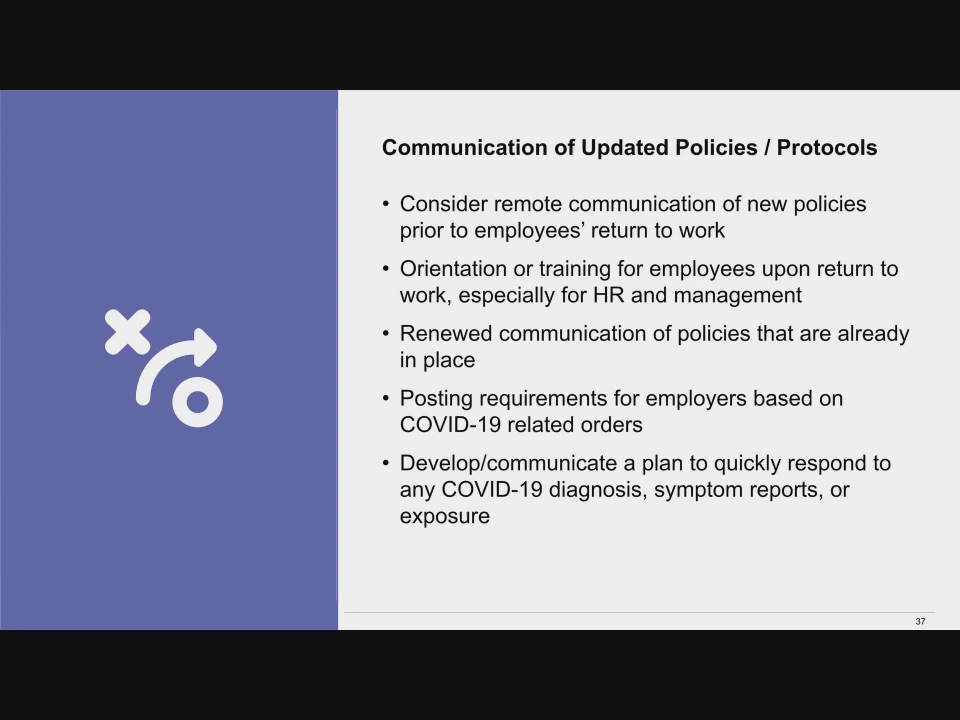 Communication of Updated Policies / Protocols
• Consider remote communication of new policies
prior to employees’ return to work
• Orientation or training for employees upon return to
work, especially for HR and management
• Renewed communication of policies that are already
in place
• Posting requirements for employers based on
COVID-19 related orders
• Develop/communicate a plan to quickly respond to
any COVID-19 diagnosis, symptom reports, or
exposure
37